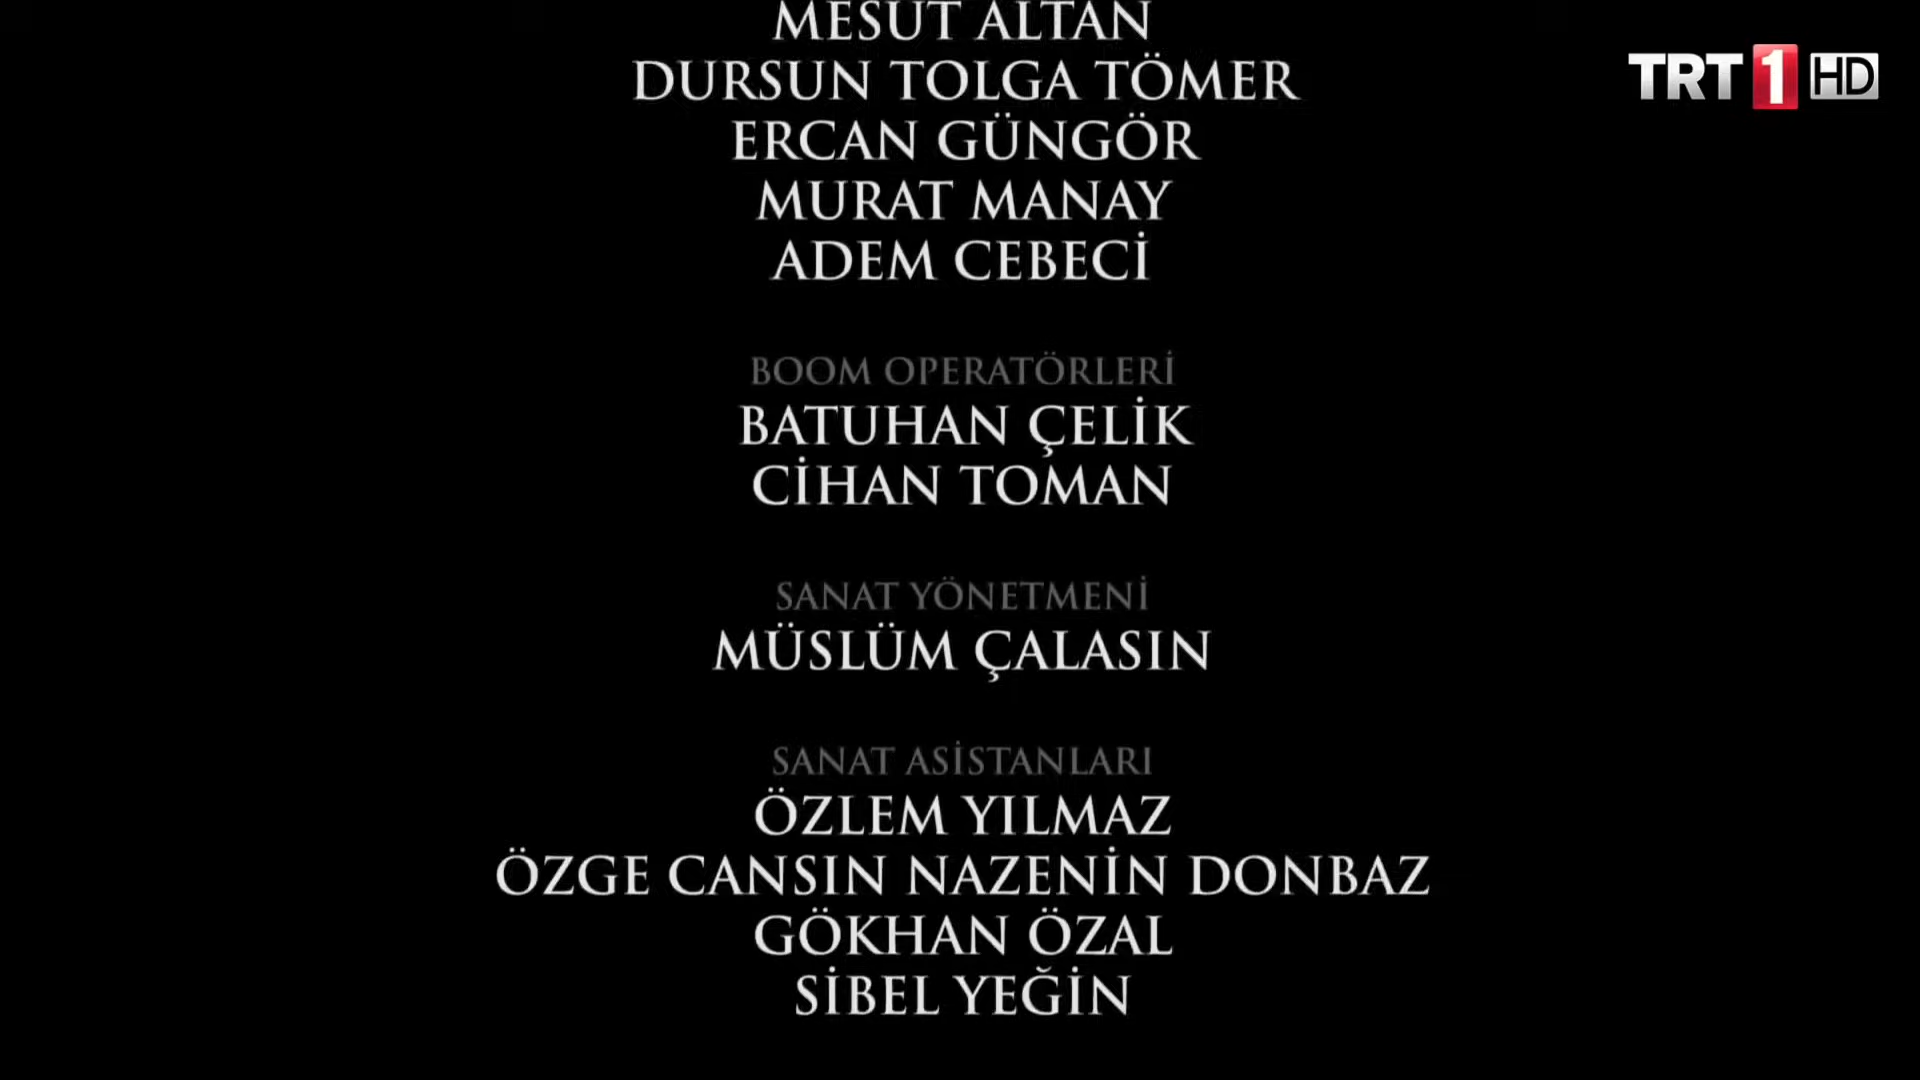 MESUT ALTAN
DURSUN TOLGA TÖMER
TRT 1 HD
ERCAN GÜNGÖR
MURAT MANAY
ADEM CEBECİ
BOOM OPERATÖRLERİ
BATUHAN ÇELİK
CİHAN TOMAN
SANAT YÖNETMENİ
MÜSLÜM ÇALASIN
SANAT ASİSTANLARI
ÖZLEM YILMAZ
ÖZGE CANSIN NAZENİN DONBAZ
GÖKHAN ÖZAL
SİBEL YEĞİN